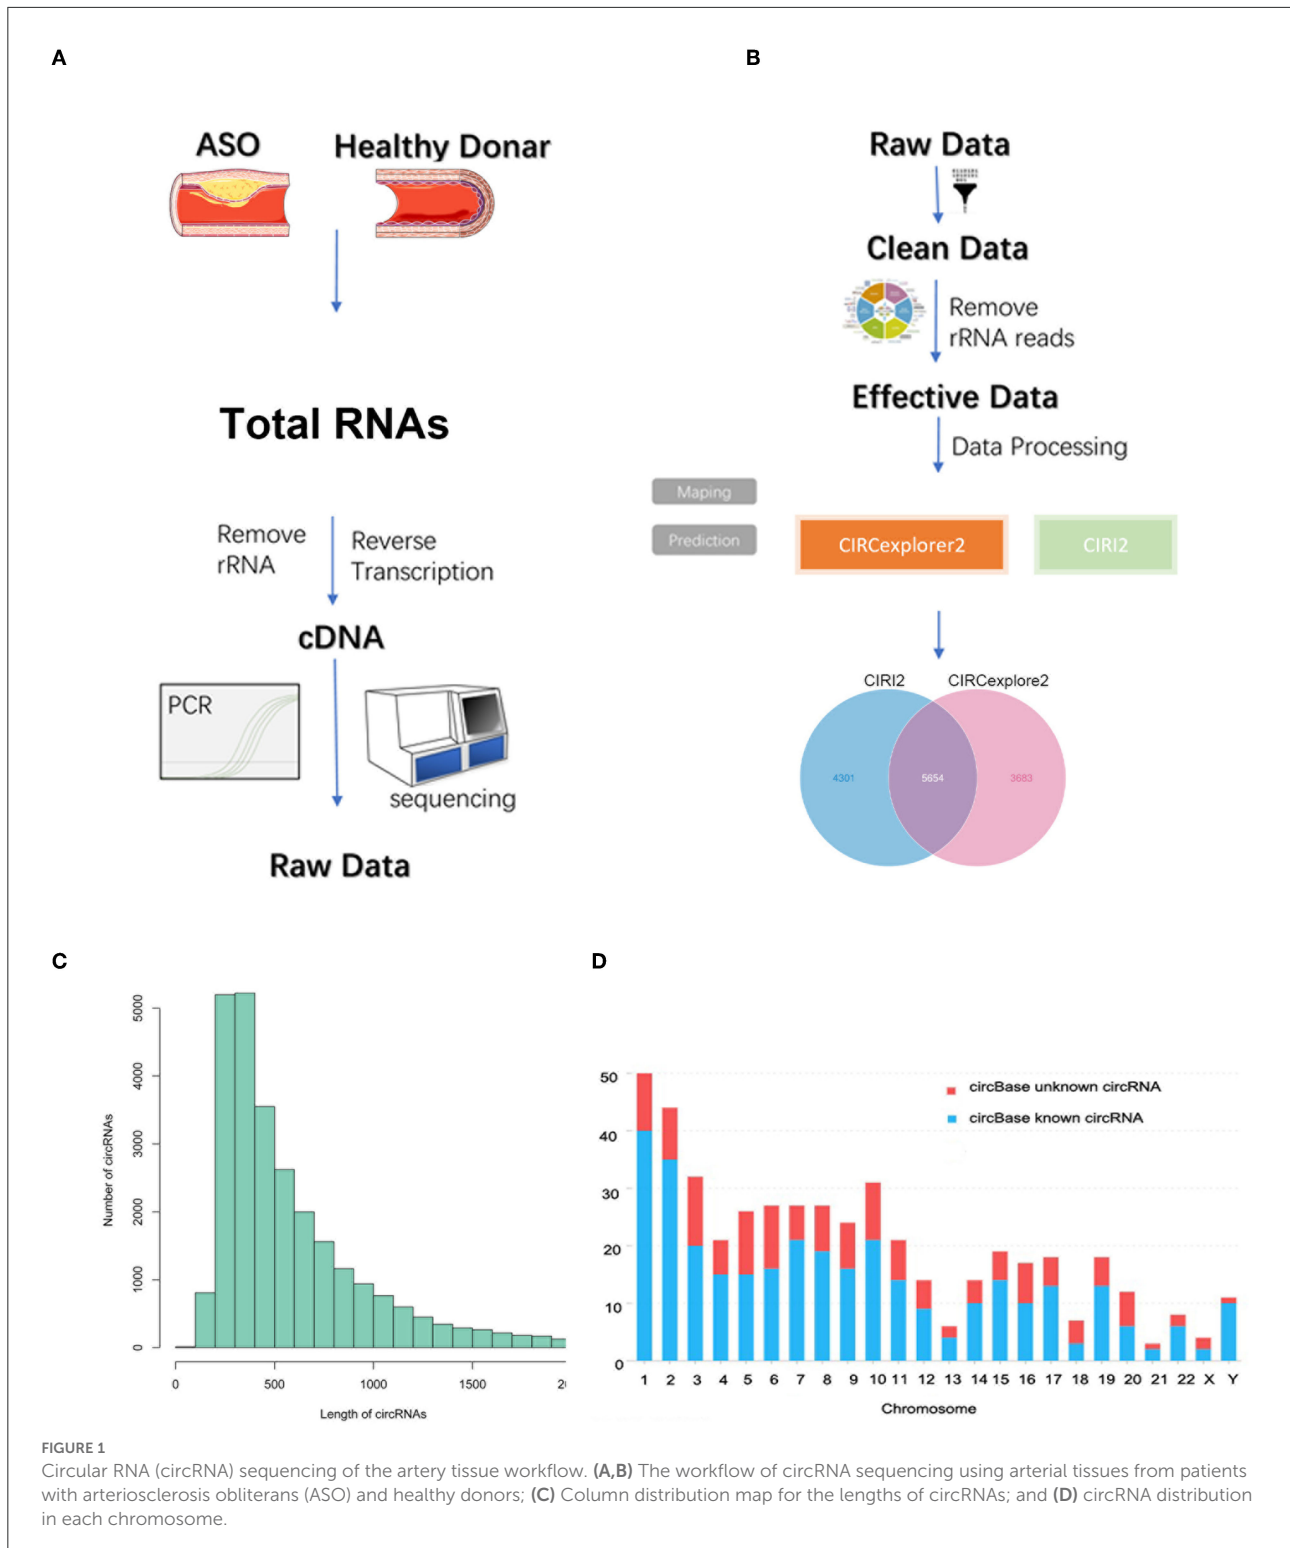 A
ASO
Healthy Donar
Total RNAs
Remove
rRNA
Reverse
Transcription
cDNA
PCR
sequencing
Raw Data
B
Raw Data
Clean Data
Remove
rRNA reads
Effective Data
Data Processing
Maping
Prediction
CIRCexplorer2
CIRI2
CIRI2
CIRCexplore2
4301
5654
3683
C
Number of circRNAs
5000
4000
3000
2000
1000
0
0 500 1000 1500
Length of circRNAs
D
50
40
30
20
10
0
circBase unknown circRNA
circBase known circRNA
1 2 3 4 5 6 7 8 9 10 11 12 13 14 15 16 17 18 19 20 21 22 X Y
Chromosome
FIGURE 1
Circular RNA (circRNA) sequencing of the artery tissue workflow. (A,B) The workflow of circRNA sequencing using arterial tissues from patients
with arteriosclerosis obliterans (ASO) and healthy donors; (C) Column distribution map for the lengths of circRNAs; and (D) circRNA distribution
in each chromosome.